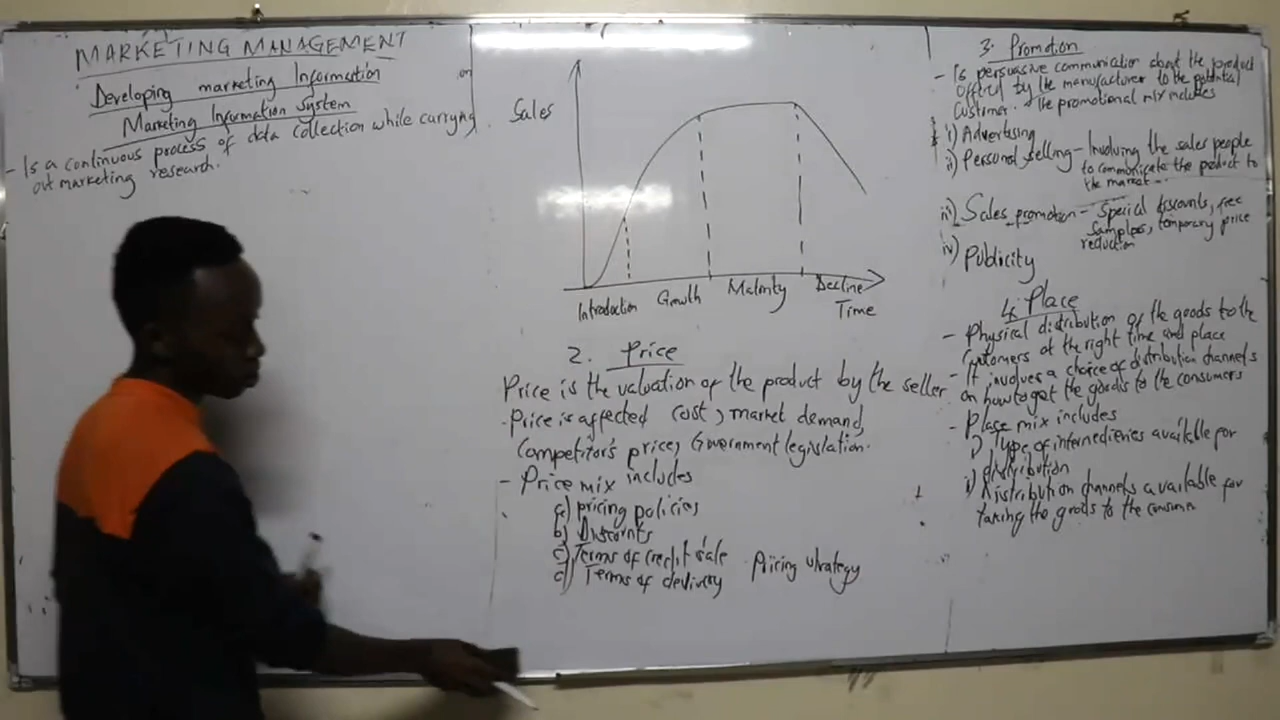 MARKETING MANAGEMENT
Developing marketing Information or
Marketing Information System
- Is a continuous process of data collection while carrying
out marketing research.
Sales
Introduction Growth Maturity Decline
Time
2. Price
Price is the valuation of the product by the seller
- Price is affected cost, market demand,
Competitor's price, Government legislation.
- Price mix includes
a) pricing policies
b) Discounts
c) Terms of credit sale
d) Terms of delivery Pricing strategy
3. Promotion
- Is persuasive communication about the product
offered by the manufacturer to the potential
Customer. The promotional mix includes
i) Advertising
ii) Personal selling - Involving the sales people
to communicate the product to
the market -
iii) Sales promotion - Special discounts, free
samples, temporary price
reduction
iv) Publicity
4. Place
- Physical distribution of the goods to the
Customers at the right time and place
- It involves a choice of distribution channels
on how to get the goods to the consumers
- Place mix includes
i) Type of intermedieries available for
distribution
ii) Distribution channels available for
taking the goods to the consumer